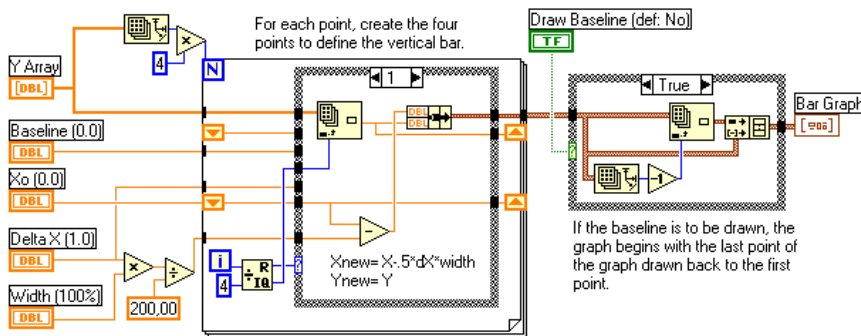 For each point, create the four
points to define the vertical bar.
Draw Baseline (def: No)
TF
Y Array
[DBL]
×
4
N
1
True
Bar Graph
Baseline (0.0)
DBL
DBL
DBL
Xo (0.0)
DBL
-1
Delta X (1.0)
DBL
×
÷
-
i
4
÷
R
IQ
?
?
Xnew= X-.5*dX*width
Ynew= Y
If the baseline is to be drawn, the
graph begins with the last point of
the graph drawn back to the first
point.
Width (100%)
DBL
200,00